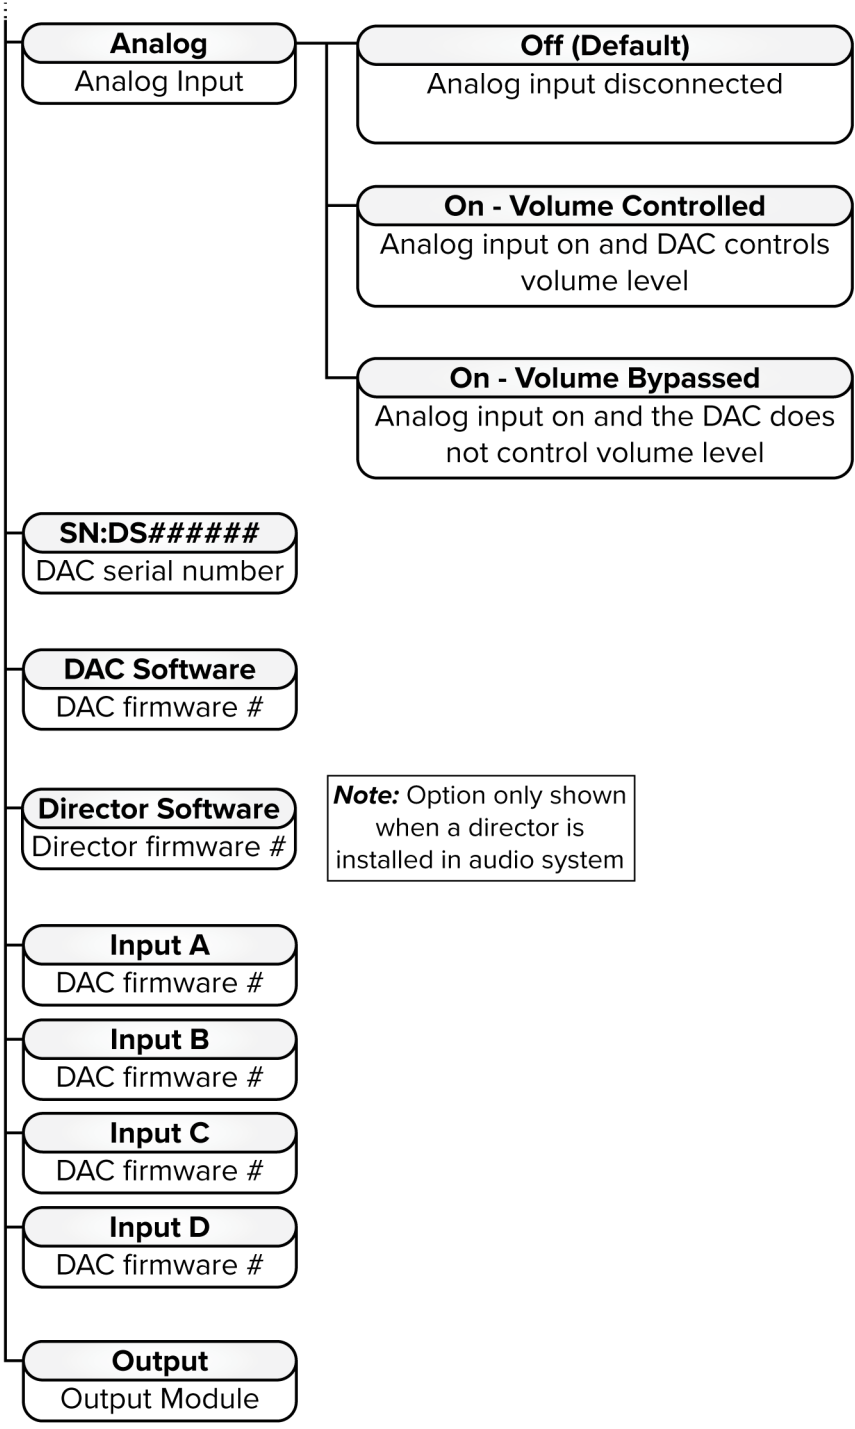 Analog
Analog Input
Off (Default)
Analog input disconnected
On - Volume Controlled
Analog input on and DAC controls
volume level
On - Volume Bypassed
Analog input on and the DAC does
not control volume level
SN:DS######
DAC serial number
DAC Software
DAC firmware #
Director Software
Director firmware #
Note: Option only shown
when a director is
installed in audio system
Input A
DAC firmware #
Input B
DAC firmware #
Input C
DAC firmware #
Input D
DAC firmware #
Output
Output Module